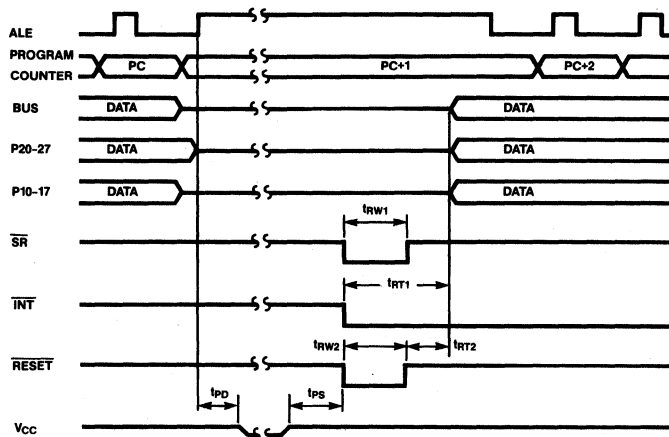 ALE
PROGRAM
COUNTER
PC
PC+1
PC+2
BUS
DATA
DATA
P20-27
DATA
DATA
P10-17
DATA
DATA
tRW1
SR
tRT1
INT
tRW2
tRT2
RESET
tPD
tPS
VCC